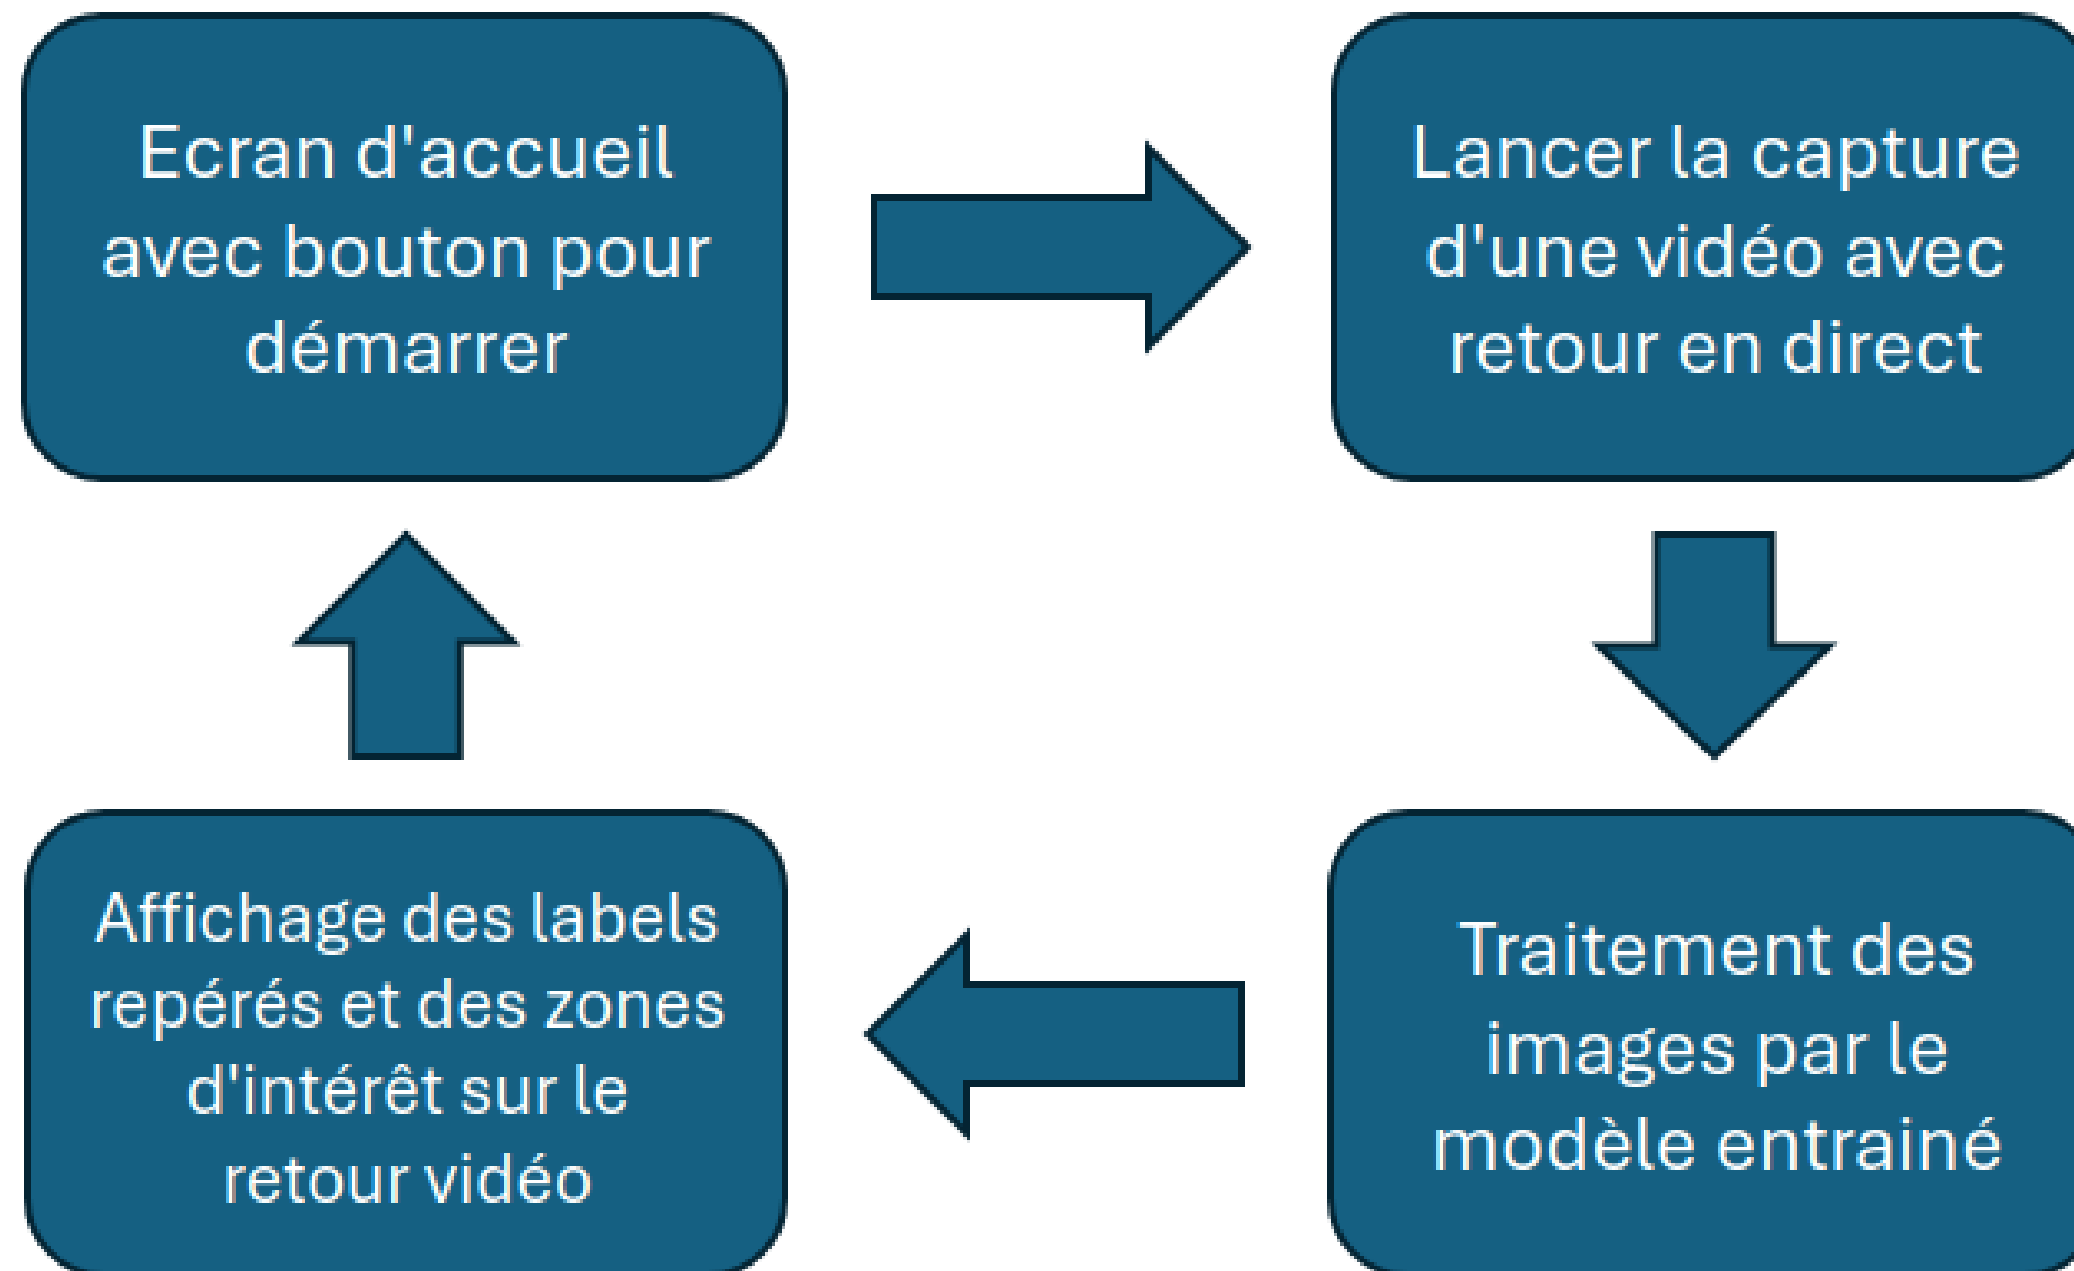 Ecran d'accueil
avec bouton pour
démarrer
Lancer la capture
d'une vidéo avec
retour en direct
Traitement des
images par le
modèle entrainé
Affichage des labels
repérés et des zones
d'intérêt sur le
retour vidéo